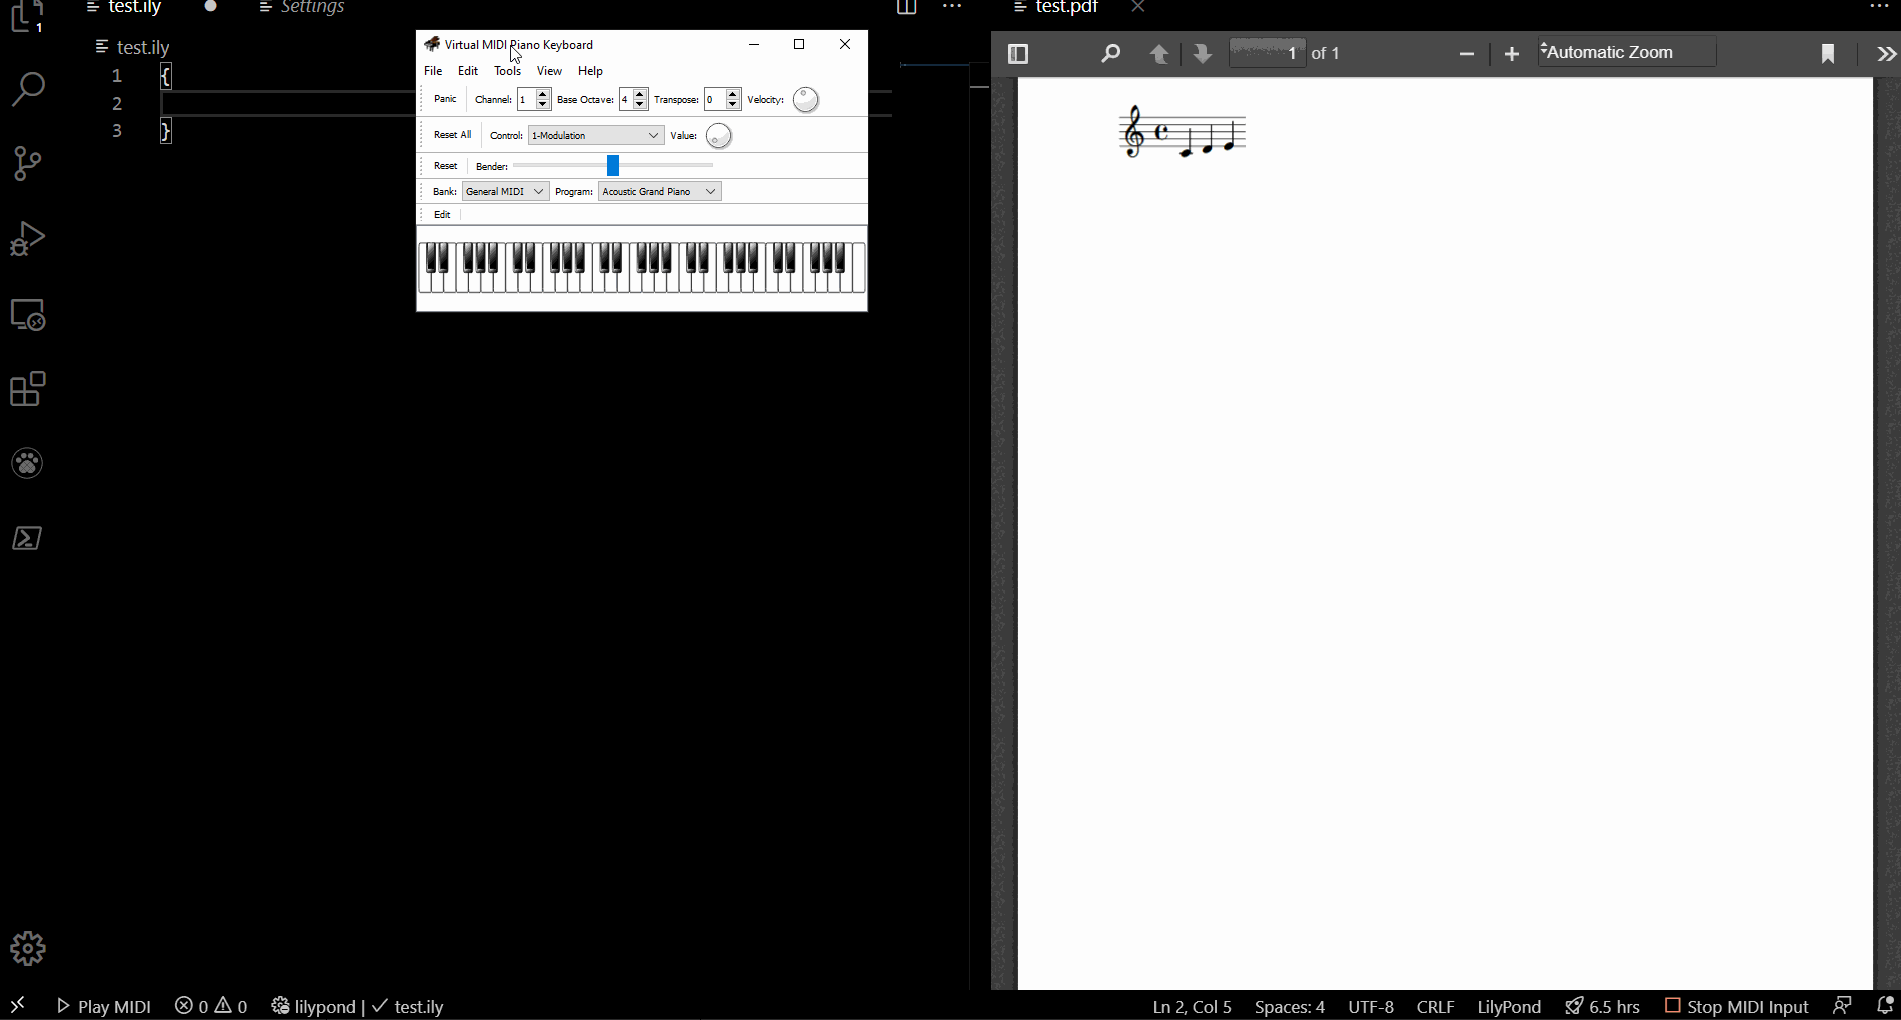 1
test.ily
Settings
test.ily
1 {
2
3 }
Virtual MIDI Piano Keyboard
File Edit Tools View Help
Panic Channel: 1 Base Octave: 4 Transpose: 0 Velocity:
Reset All Control: 1-Modulation Value:
Reset Bender:
Bank: General MIDI Program: Acoustic Grand Piano
Edit
test.pdf
1 of 1
Automatic Zoom
Play MIDI 0 0 lilypond | test.ily
Ln 2, Col 5 Spaces: 4 UTF-8 CRLF LilyPond 6.5 hrs Stop MIDI Input